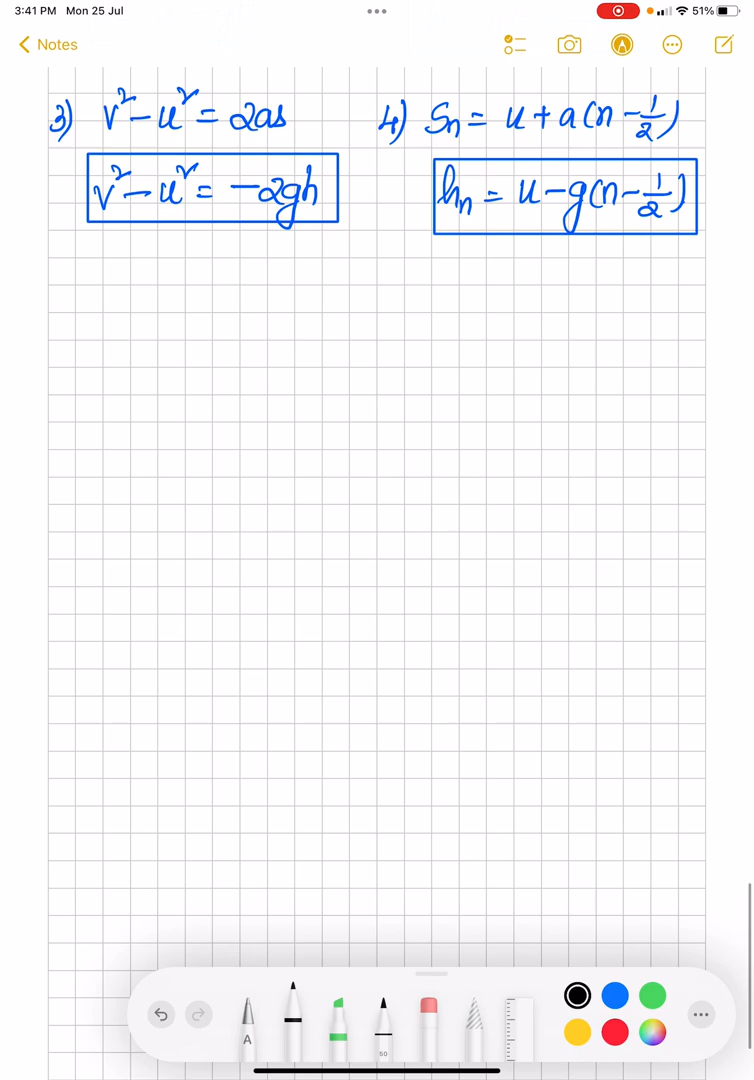 3:41 PM Mon 25 Jul
51%
Notes
3) v² - u² = 2as
v² - u² = -2gh
4) Sn = u + a(n - 1/2)
hn = u - g(n - 1/2)
A
50